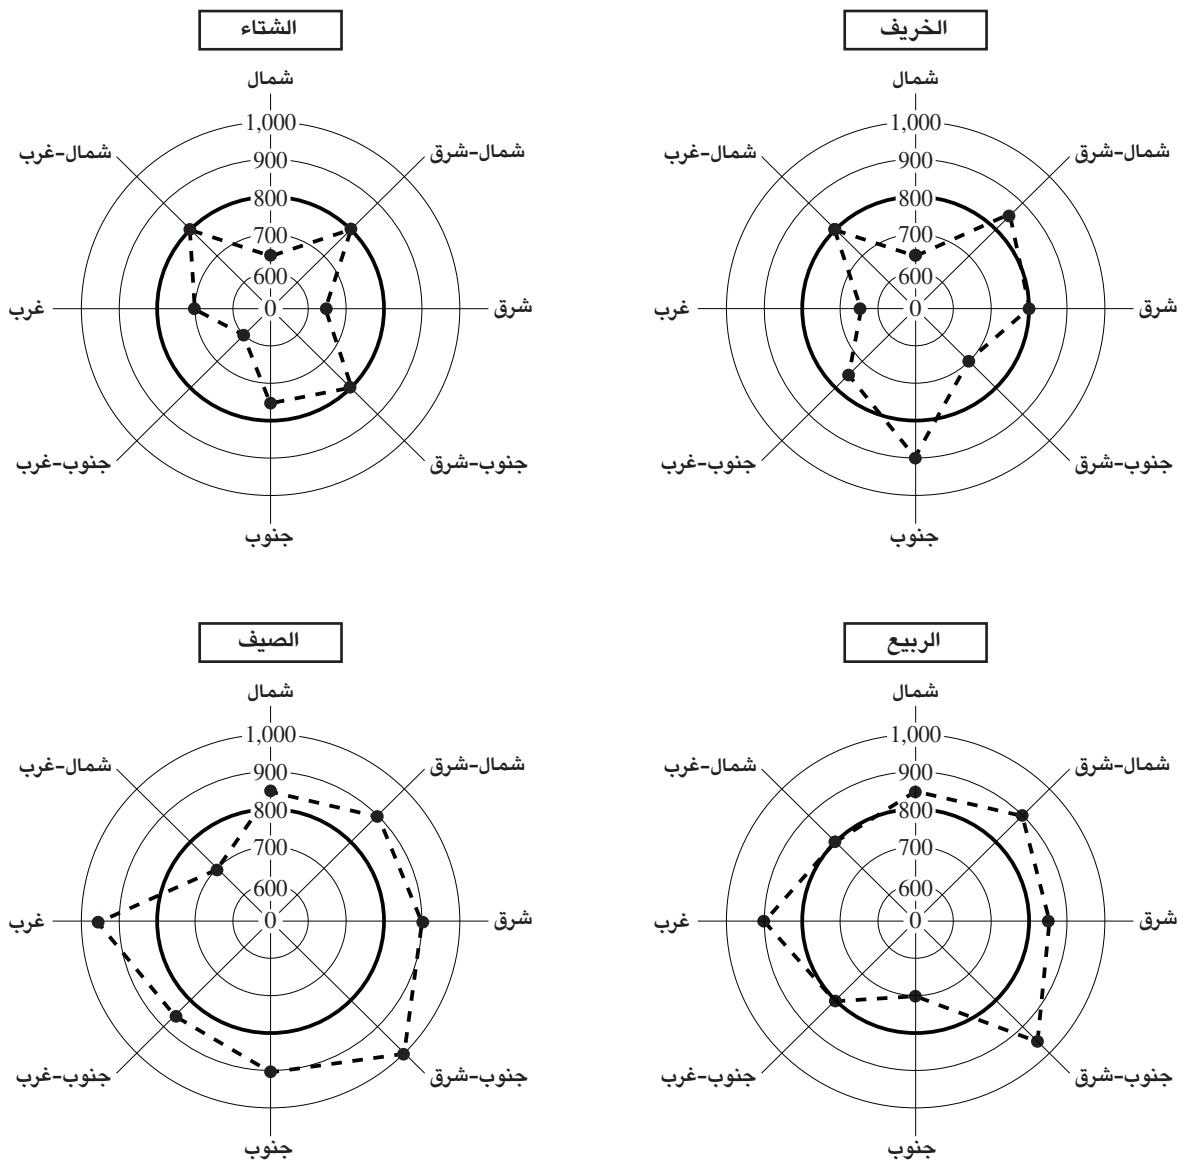 الخريف
شمال
1,000
شمال-شرق
شمال-غرب
900
800
700
600
شرق
0
غرب
جنوب-شرق
جنوب-غرب
جنوب
الشتاء
شمال
1,000
شمال-شرق
شمال-غرب
900
800
700
600
شرق
0
غرب
جنوب-شرق
جنوب-غرب
جنوب
الربيع
شمال
1,000
شمال-شرق
شمال-غرب
900
800
700
600
شرق
0
غرب
جنوب-شرق
جنوب-غرب
جنوب
الصيف
شمال
1,000
شمال-شرق
شمال-غرب
900
800
700
600
شرق
0
غرب
جنوب-شرق
جنوب-غرب
جنوب